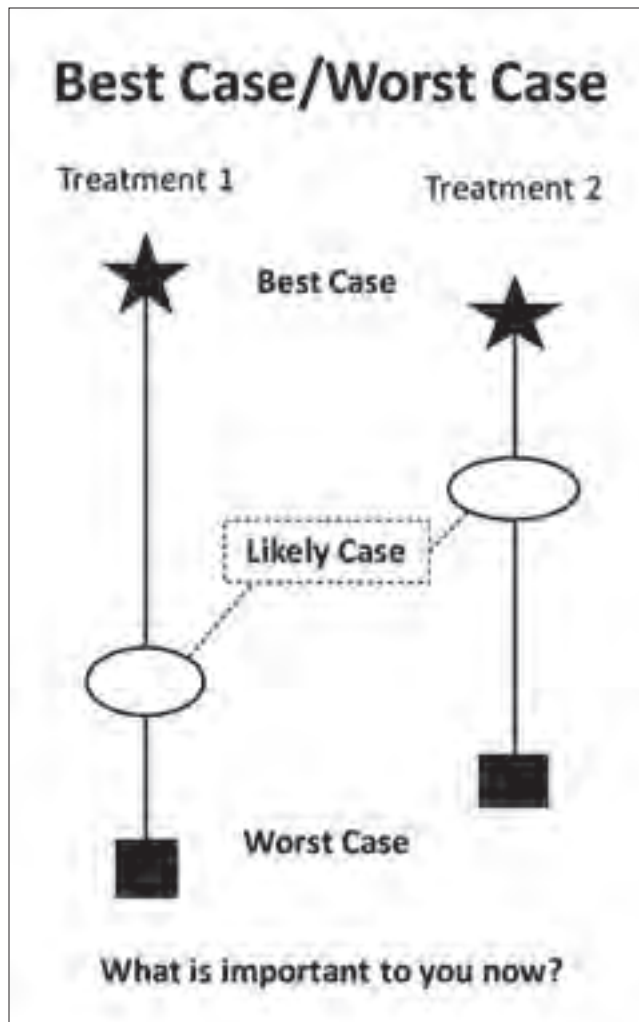 Best Case/Worst Case
Treatment 1
Treatment 2
Best Case
Likely Case
Worst Case
What is important to you now?